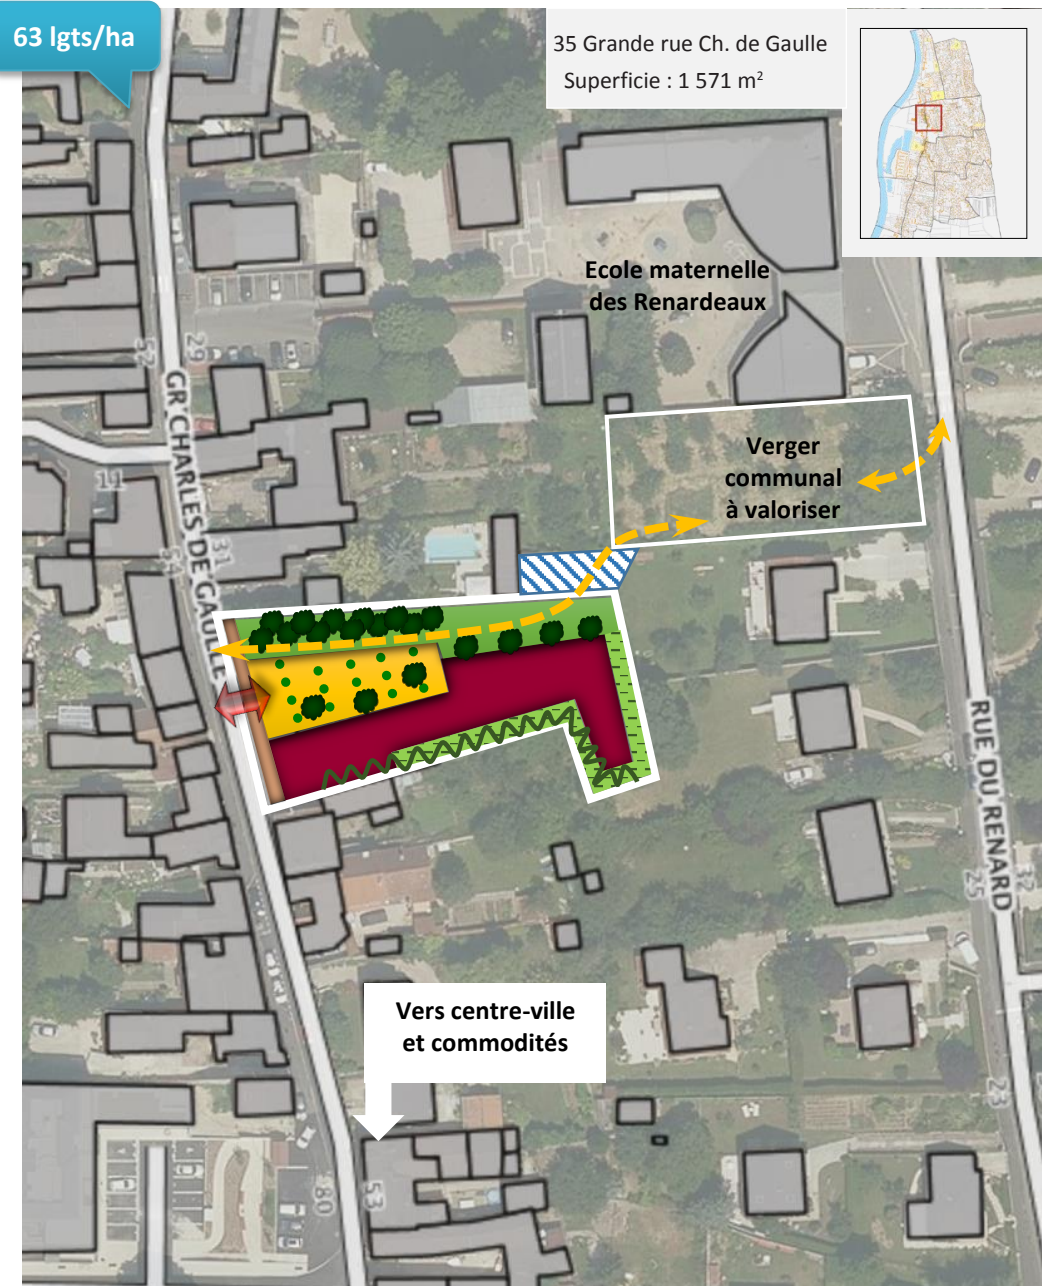 63 lgts/ha
35 Grande rue Ch. de Gaulle
Superficie : 1 571 m²
Ecole maternelle
des Renardeaux
52
29
GR CHARLES DE GAULLE
11
31
51
Verger
communal
à valoriser
RUE DU RENARD
32
25
Vers centre-ville
et commodités
23
80
53